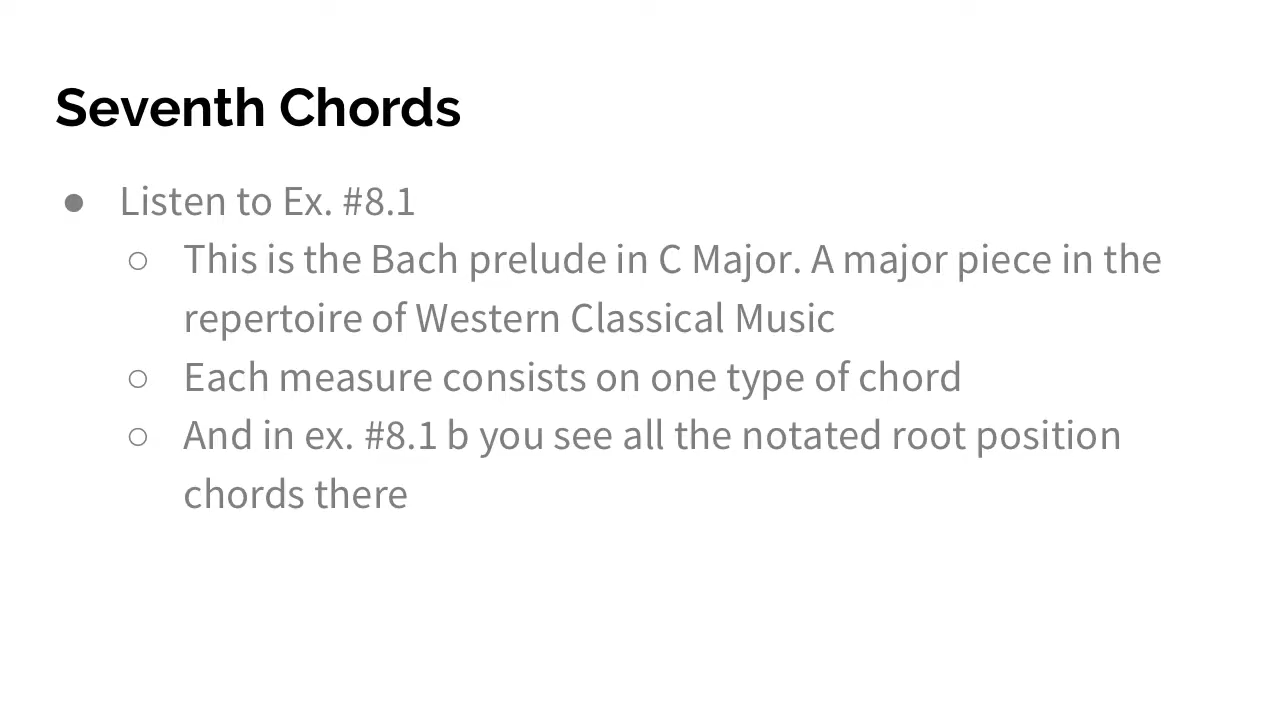 Seventh Chords
● Listen to Ex. #8.1
○ This is the Bach prelude in C Major. A major piece in the
repertoire of Western Classical Music
○ Each measure consists on one type of chord
○ And in ex. #8.1 b you see all the notated root position
chords there